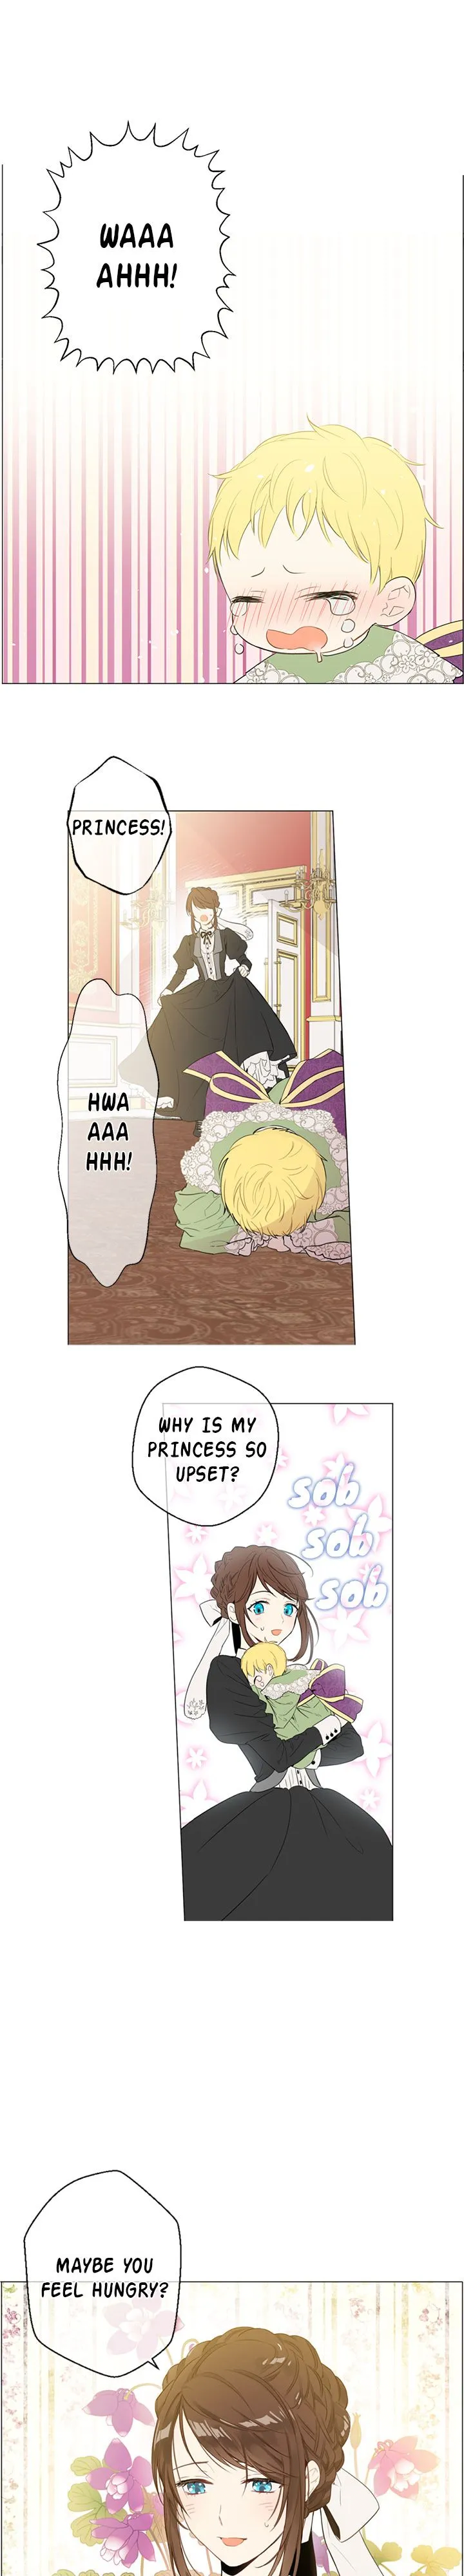 WAAA
AHHH!
PRINCESS!
HWA
AAA
HHH!
WHY IS MY
PRINCESS SO
UPSET?
sob
sob
sob
MAYBE YOU
FEEL HUNGRY?